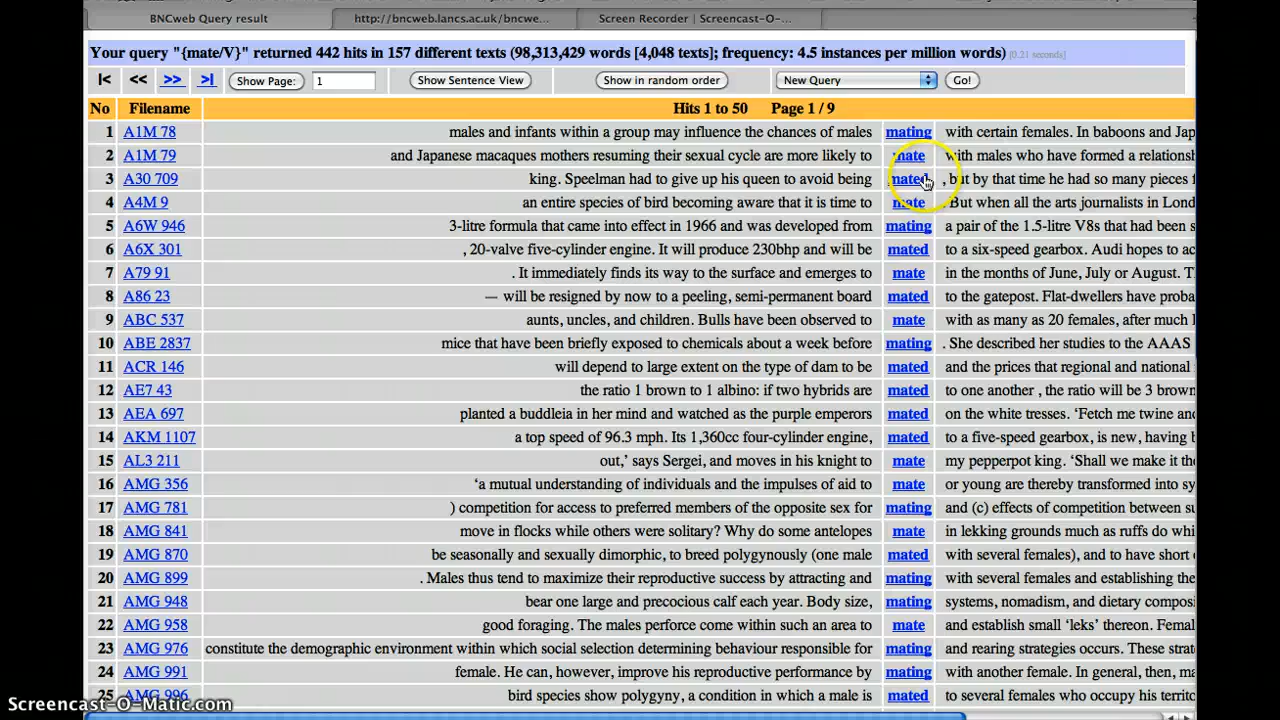 BNCweb Query result http://bncweb.lancs.ac.uk/bncwe... Screen Recorder | Screencast-O-...
Your query "{mate/V}" returned 442 hits in 157 different texts (98,313,429 words [4,048 texts]; frequency: 4.5 instances per million words) [0.21 seconds]
|< << >> >| Show Page: 1 Show Sentence View Show in random order New Query Go!
No Filename Hits 1 to 50 Page 1 / 9
1 A1M 78 males and infants within a group may influence the chances of males mating with certain females. In baboons and Jap
2 A1M 79 and Japanese macaques mothers resuming their sexual cycle are more likely to mate with males who have formed a relationsh
3 A30 709 king. Speelman had to give up his queen to avoid being mated , but by that time he had so many pieces f
4 A4M 9 an entire species of bird becoming aware that it is time to mate . But when all the arts journalists in Lond
5 A6W 946 3-litre formula that came into effect in 1966 and was developed from mating a pair of the 1.5-litre V8s that had been s
6 A6X 301 , 20-valve five-cylinder engine. It will produce 230bhp and will be mated to a six-speed gearbox. Audi hopes to ac
7 A79 91 . It immediately finds its way to the surface and emerges to mate in the months of June, July or August. T
8 A86 23 — will be resigned by now to a peeling, semi-permanent board mated to the gatepost. Flat-dwellers have proba
9 ABC 537 aunts, uncles, and children. Bulls have been observed to mate with as many as 20 females, after much
10 ABE 2837 mice that have been briefly exposed to chemicals about a week before mating . She described her studies to the AAAS
11 ACR 146 will depend to large extent on the type of dam to be mated and the prices that regional and national
12 AE7 43 the ratio 1 brown to 1 albino: if two hybrids are mated to one another , the ratio will be 3 brown
13 AEA 697 planted a buddleia in her mind and watched as the purple emperors mated on the white tresses. ‘Fetch me twine and
14 AKM 1107 a top speed of 96.3 mph. Its 1,360cc four-cylinder engine, mated to a five-speed gearbox, is new, having b
15 AL3 211 out,’ says Sergei, and moves in his knight to mate my pepperpot king. ‘Shall we make it the
16 AMG 356 ‘a mutual understanding of individuals and the impulses of aid to mate or young are thereby transformed into sy
17 AMG 781 ) competition for access to preferred members of the opposite sex for mating and (c) effects of competition between su
18 AMG 841 move in flocks while others were solitary? Why do some antelopes mate in lekking grounds much as ruffs do whi
19 AMG 870 be seasonally and sexually dimorphic, to breed polygynously (one male mated with several females), and to have short
20 AMG 899 . Males thus tend to maximize their reproductive success by attracting and mating with several females and establishing the
21 AMG 948 bear one large and precocious calf each year. Body size, mating systems, nomadism, and dietary compos
22 AMG 958 good foraging. The males perforce come within such an area to mate and establish small ‘leks’ thereon. Femal
23 AMG 976 constitute the demographic environment within which social selection determining behaviour responsible for mating and rearing strategies occurs. These strat
24 AMG 991 female. He can, however, improve his reproductive performance by mating with another female. In general, then, m
25 AMG 996 bird species show polygyny, a condition in which a male is mated to several females who occupy his territo
Screencast-O-Matic.com